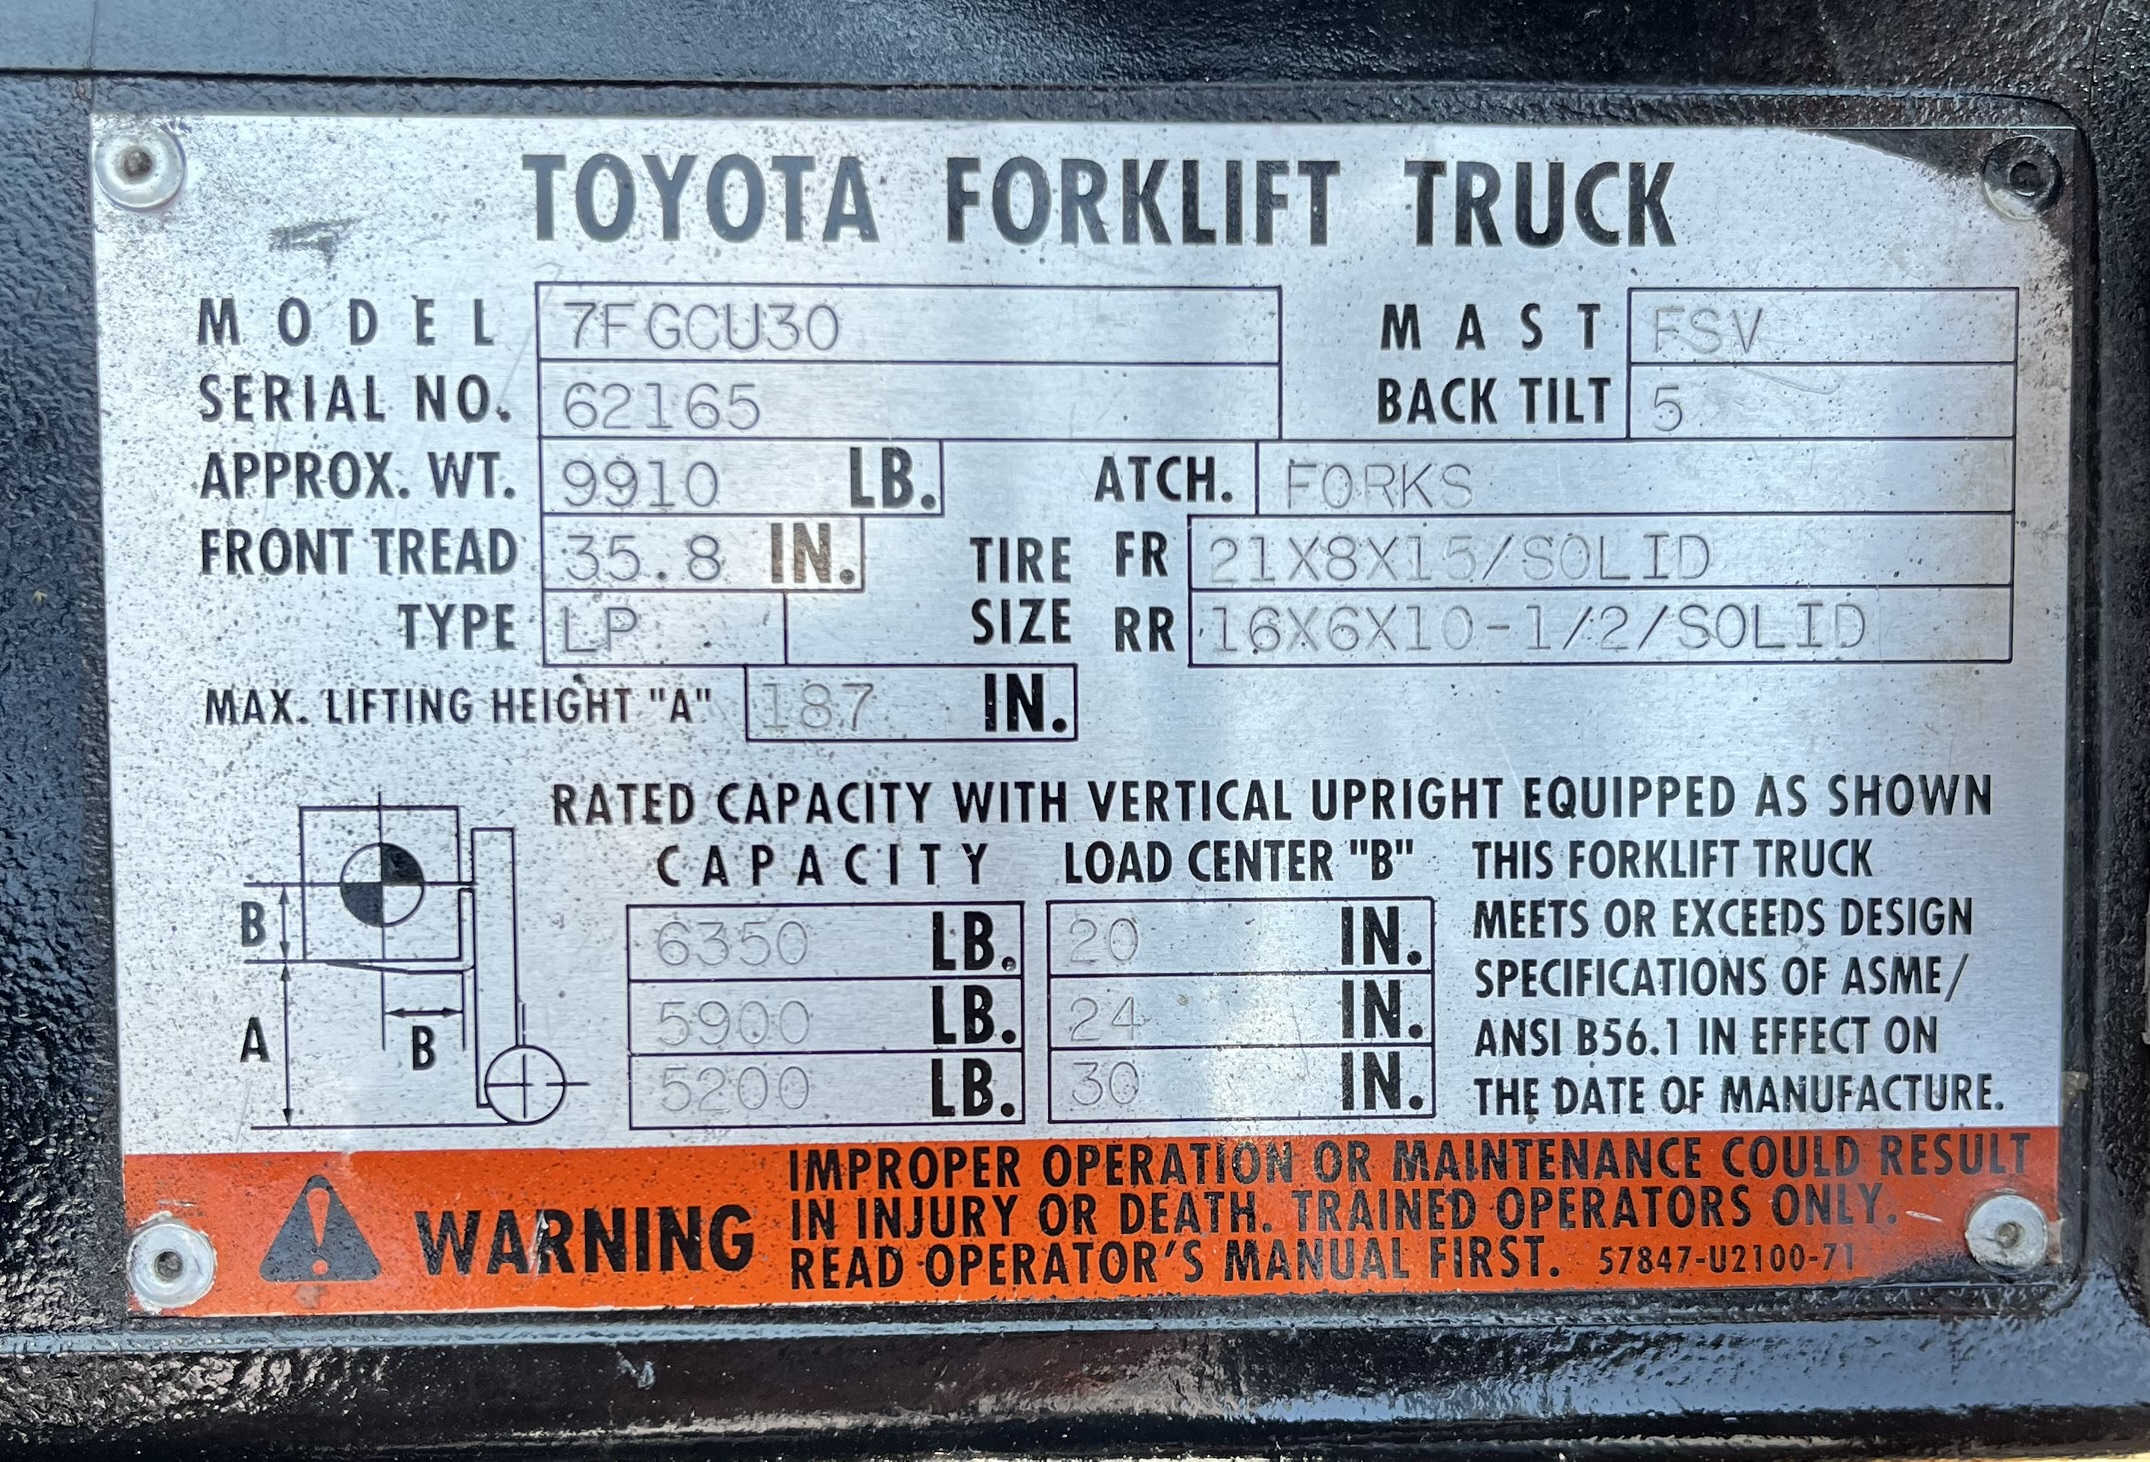 TOYOTA FORKLIFT TRUCK
MODEL 7FGCU30 MAST FSV
SERIAL NO. 62165 BACK TILT 5
APPROX. WT. 9910 LB. ATCH. FORKS
FRONT TREAD 35.8 IN. TIRE FR 21X8X15/SOLID
TYPE LP SIZE RR 16X6X10-1/2/SOLID
MAX. LIFTING HEIGHT "A" 187 IN.
RATED CAPACITY WITH VERTICAL UPRIGHT EQUIPPED AS SHOWN
CAPACITY LOAD CENTER "B"
6350 LB. 20 IN.
5900 LB. 24 IN.
5200 LB. 30 IN.
THIS FORKLIFT TRUCK
MEETS OR EXCEEDS DESIGN
SPECIFICATIONS OF ASME/
ANSI B56.1 IN EFFECT ON
THE DATE OF MANUFACTURE.
B
A
B
WARNING
IMPROPER OPERATION OR MAINTENANCE COULD RESULT
IN INJURY OR DEATH. TRAINED OPERATORS ONLY.
READ OPERATOR'S MANUAL FIRST. 57847-U2100-71